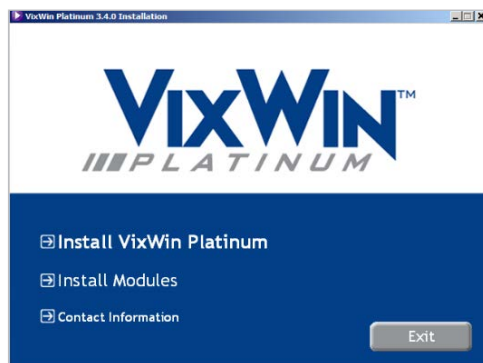 VixWin Platinum 3.4.0 Installation
VIXWIN™
PLATINUM
Install VixWin Platinum
Install Modules
Contact Information
Exit